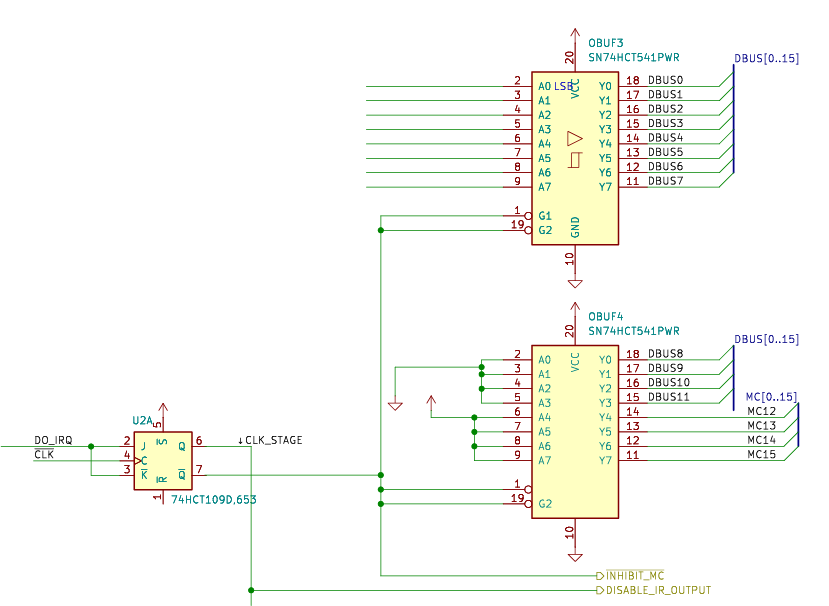 OBUF3
SN74HCT541PWR
DBUS[0..15]
20
VCC
2 A0 LSB Y0 18 DBUS0
3 A1 Y1 17 DBUS1
4 A2 Y2 16 DBUS2
5 A3 Y3 15 DBUS3
6 A4 Y4 14 DBUS4
7 A5 Y5 13 DBUS5
8 A6 Y6 12 DBUS6
9 A7 Y7 11 DBUS7
1 G1
19 G2
GND
10
OBUF4
SN74HCT541PWR
DBUS[0..15]
20
VCC
2 A0 Y0 18 DBUS8
3 A1 Y1 17 DBUS9
4 A2 Y2 16 DBUS10
5 A3 Y3 15 DBUS11
MC[0..15]
6 A4 Y4 14 MC12
7 A5 Y5 13 MC13
8 A6 Y6 12 MC14
9 A7 Y7 11 MC15
1
19 G2
10
U2A
5
S
DO_IRQ 2 J Q 6 ↓CLK_STAGE
CLK 4 C
3 K Q 7
R
1
74HCT109D,653
INHIBIT_MC
DISABLE_IR_OUTPUT